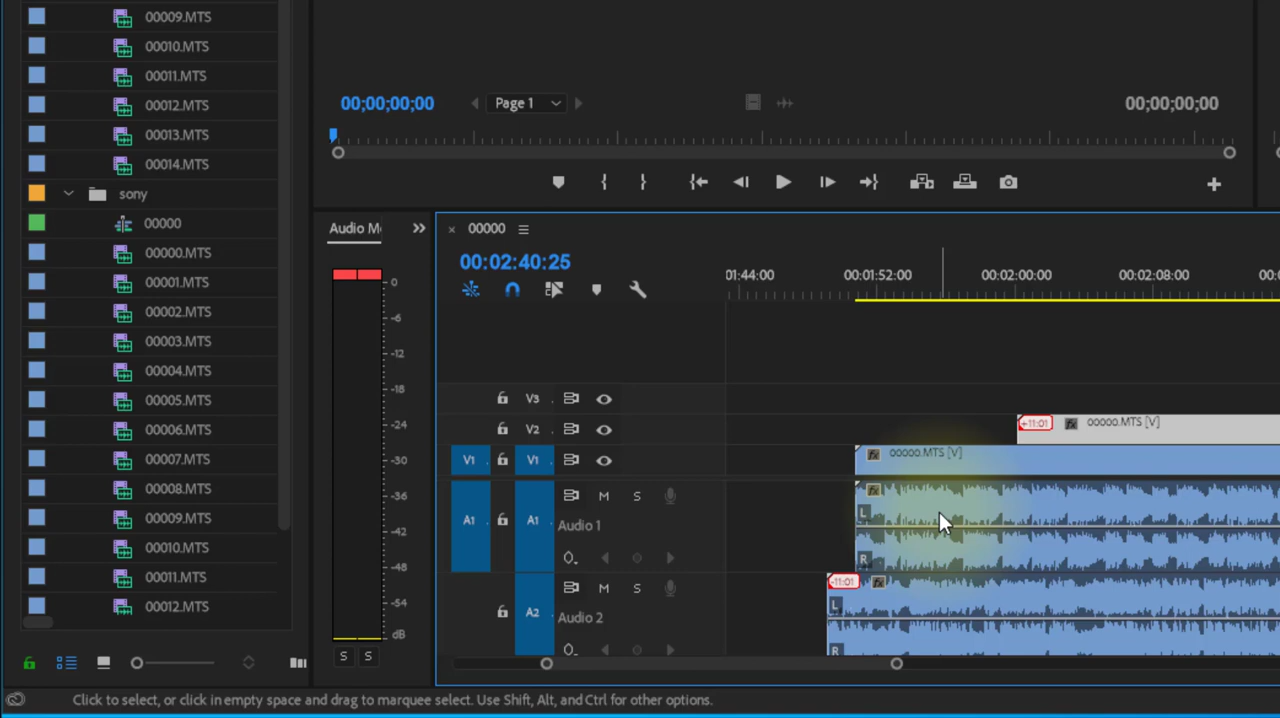 00009.MTS
00010.MTS
00011.MTS
00012.MTS
00013.MTS
00014.MTS
sony
00000
00000.MTS
00001.MTS
00002.MTS
00003.MTS
00004.MTS
00005.MTS
00006.MTS
00007.MTS
00008.MTS
00009.MTS
00010.MTS
00011.MTS
00012.MTS
00;00;00;00
Page 1
00;00;00;00
Audio M
0
-6
-12
-18
-24
-30
-36
-42
-48
-54
dB
S
S
00000
00:02:40:25
01:44:00
00:01:52:00
00:02:00:00
00:02:08:00
V3
V2
+11:01
00000.MTS [V]
V1
V1
00000.MTS [V]
A1
A1
M
S
Audio 1
L
R
A2
M
S
Audio 2
-11:01
L
R
Click to select, or click in empty space and drag to marquee select. Use Shift, Alt, and Ctrl for other options.